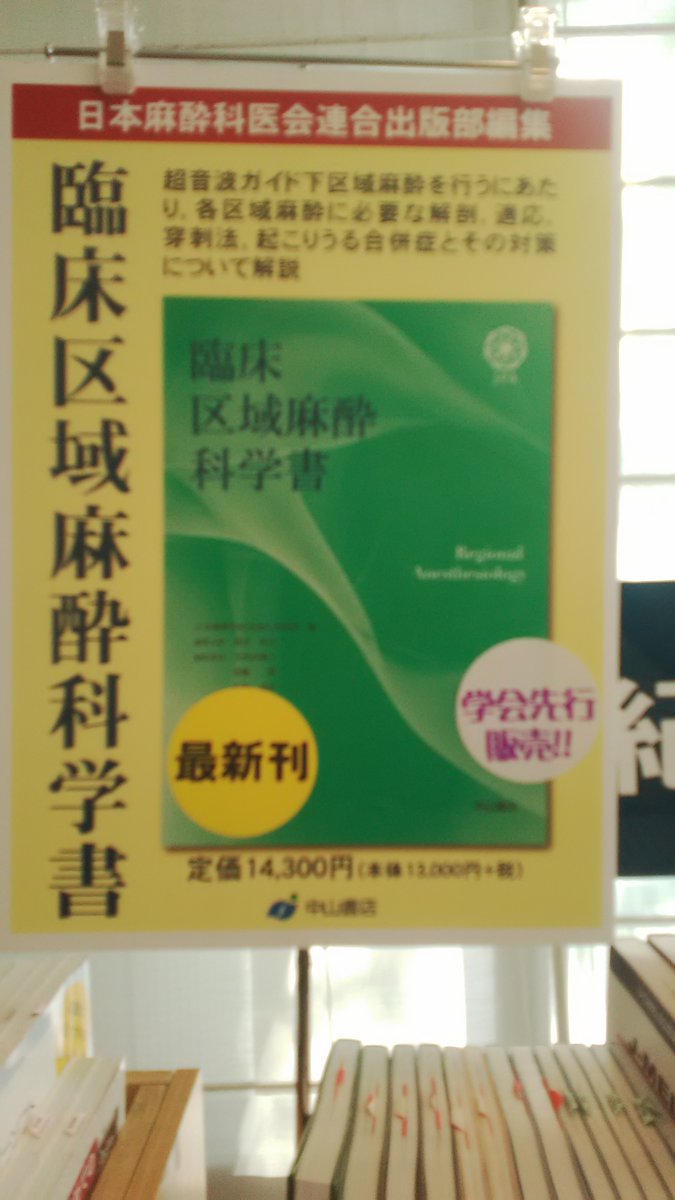 日本麻酔科医会連合出版部編集
臨床区域麻酔科学書
超音波ガイド下区域麻酔を行うにあた
り、各区域麻酔に必要な解剖、適応、
穿刺法、起こりうる合併症とその対策
について解説
臨床
区域麻酔
科学書
Regional
Anesthesiology
最新刊
学会先行
販売!!
中山書店
定価14,300円(本体13,000円+税)
中山書店